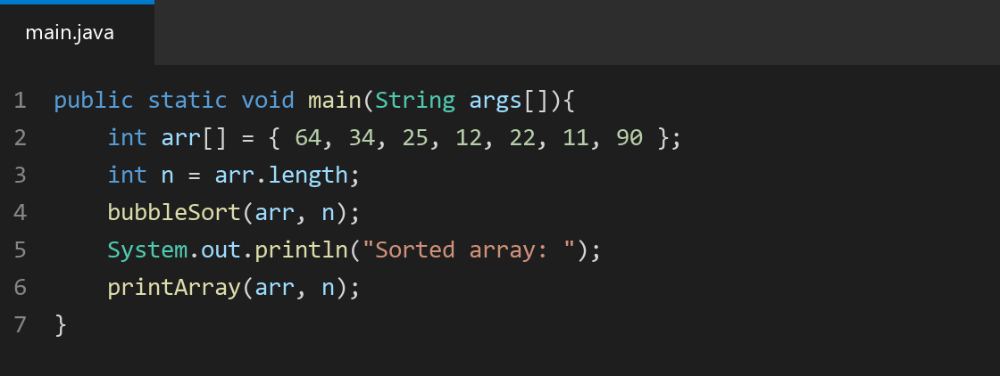 main.java
1 public static void main(String args[]){
2     int arr[] = { 64, 34, 25, 12, 22, 11, 90 };
3     int n = arr.length;
4     bubbleSort(arr, n);
5     System.out.println("Sorted array: ");
6     printArray(arr, n);
7 }